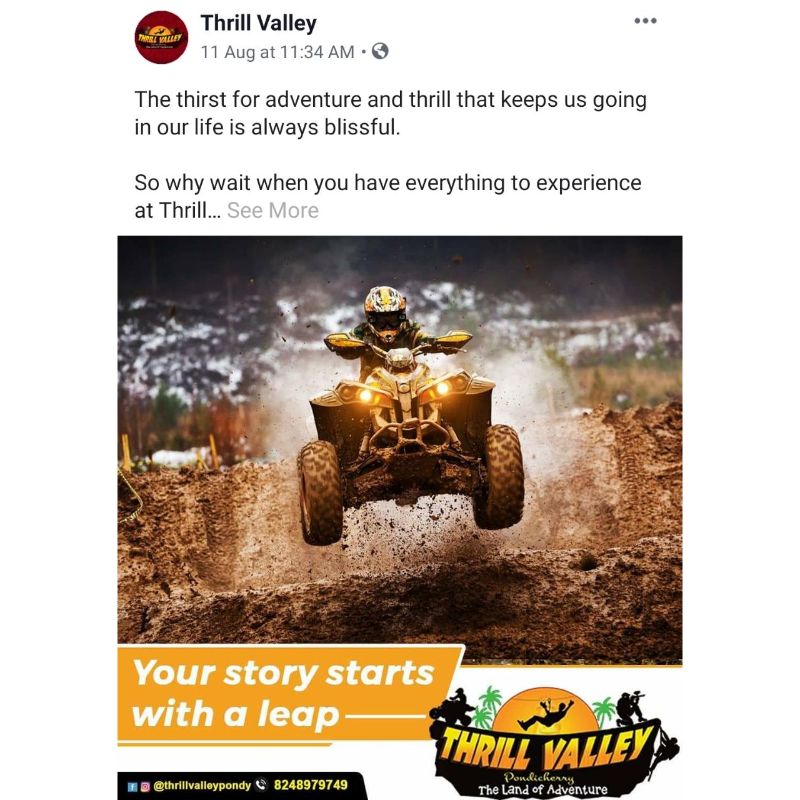 Thrill Valley
11 Aug at 11:34 AM •
The thirst for adventure and thrill that keeps us going
in our life is always blissful.
So why wait when you have everything to experience
at Thrill... See More
Your story starts
with a leap
THRILL VALLEY
Pondicherry
The Land of Adventure
@thrillvalleypondy 8248979749